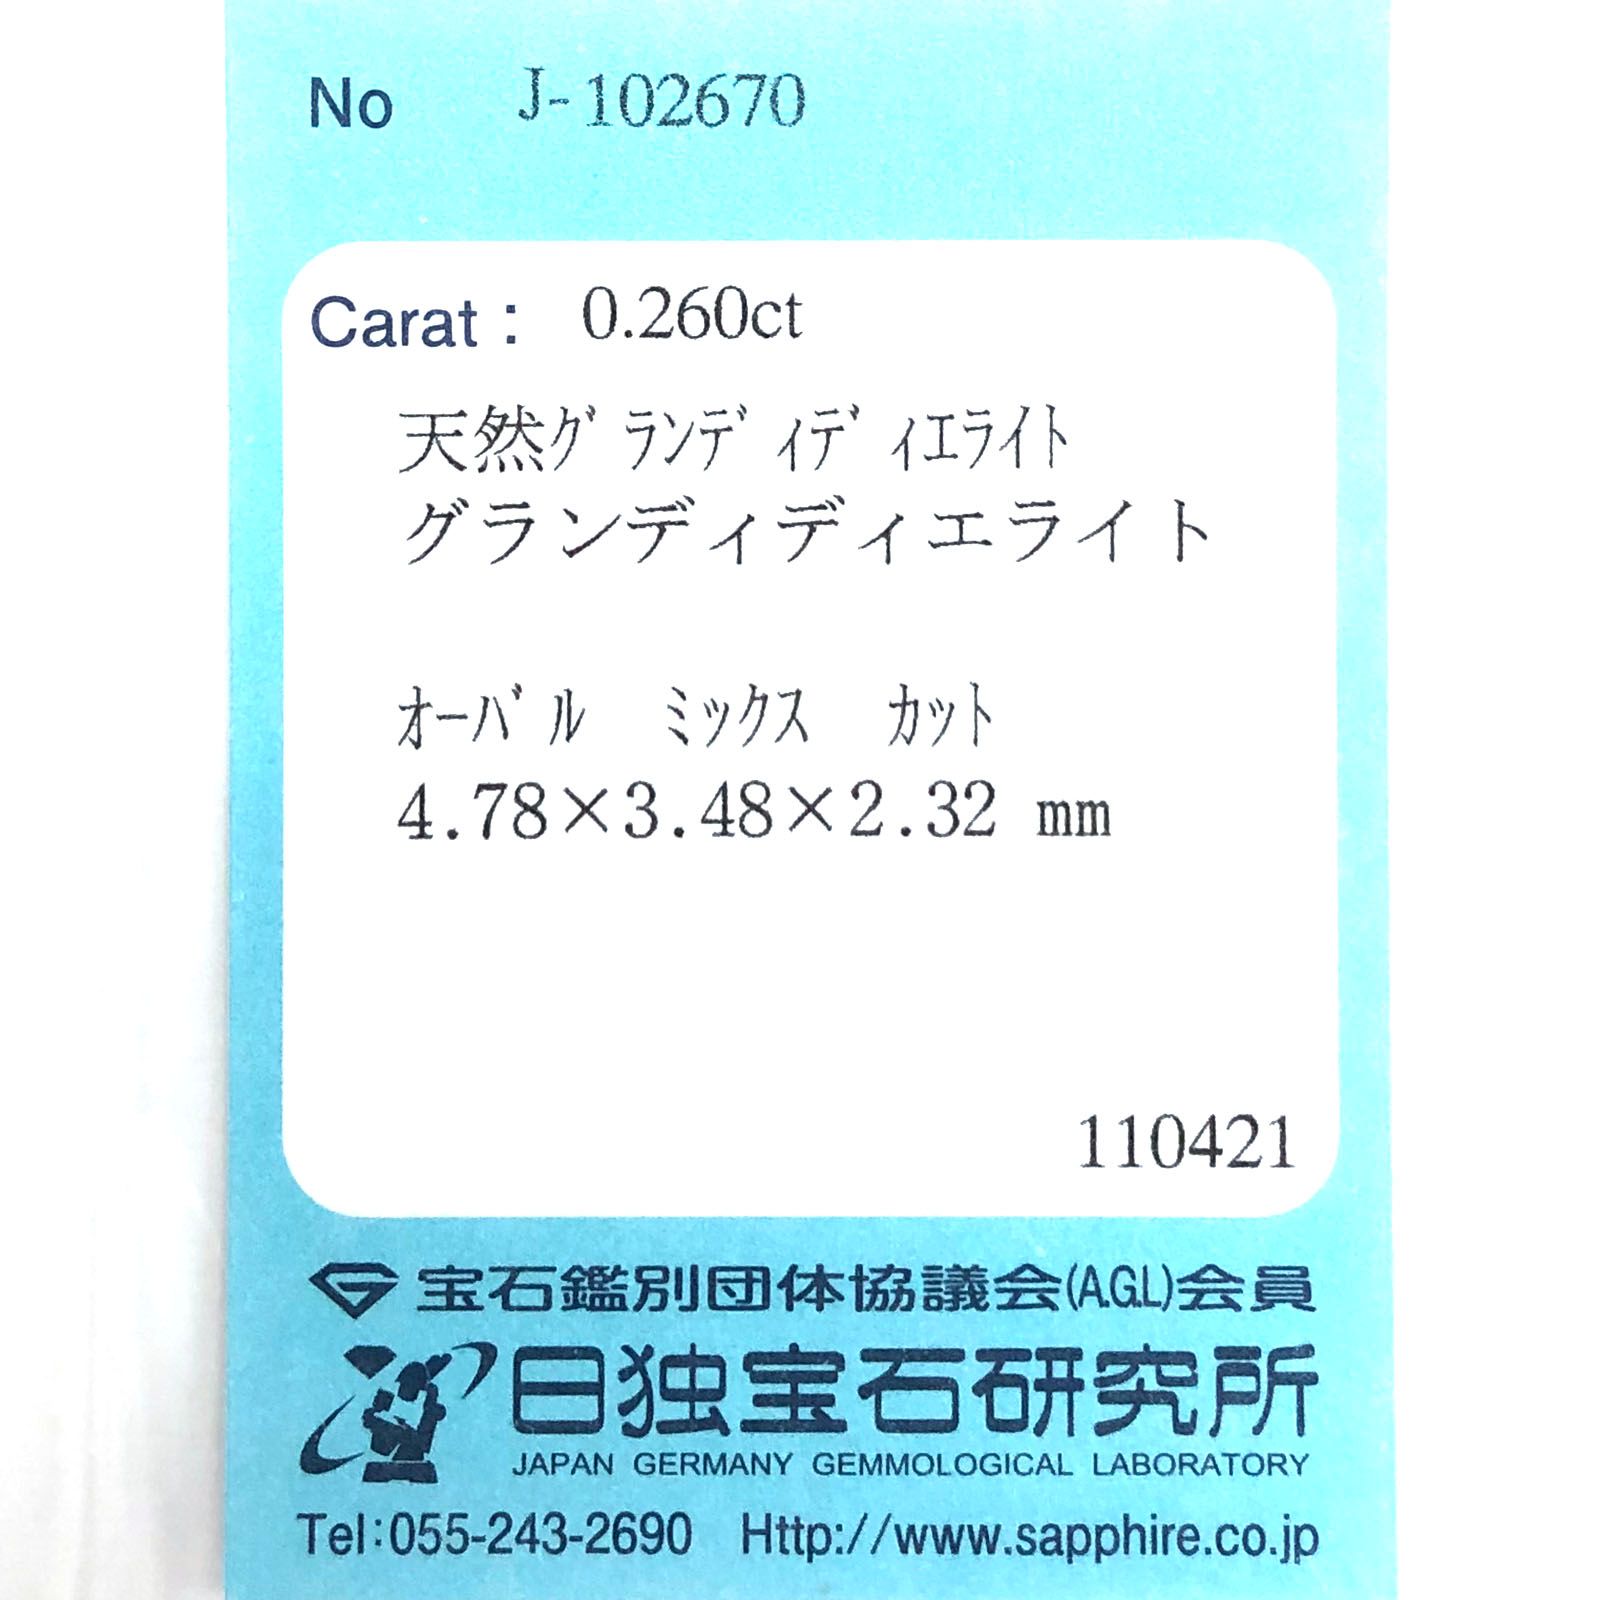 No J-102670
Carat : 0.260ct
天然ｸﾞﾗﾝﾃﾞｨﾃﾞｨｴﾗｲﾄ
グランディディエライト
ｵｰﾊﾞﾙ ﾐｯｸｽ ｶｯﾄ
4.78×3.48×2.32 mm
110421
宝石鑑別団体協議会(A.G.L)会員
日独宝石研究所
JAPAN GERMANY GEMMOLOGICAL LABORATORY
Tel:055-243-2690 Http://www.sapphire.co.jp